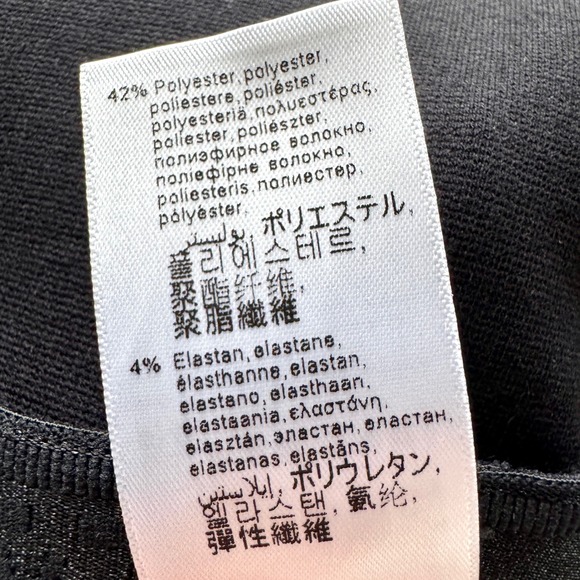 42% Polyester, polyester,
poliestere, poliéster,
polyesteriä, πολυεστέρας,
poliester, poliészter,
полиэфирное волокно,
поліефірне волокно,
poliesteris, полиестер,
pólýester,
بوليستر ポリエステル,
폴리에스테르,
聚酯纤维,
聚脂纖維
4% Elastan, elastane,
élasthanne, elastan,
elastano, elasthaan,
elastaania, ελαστάνη,
elasztán, эластан, еластан,
elastanas, elastāns,
ポリウレタン,
엘라스탄, 氨纶,
彈性纖維